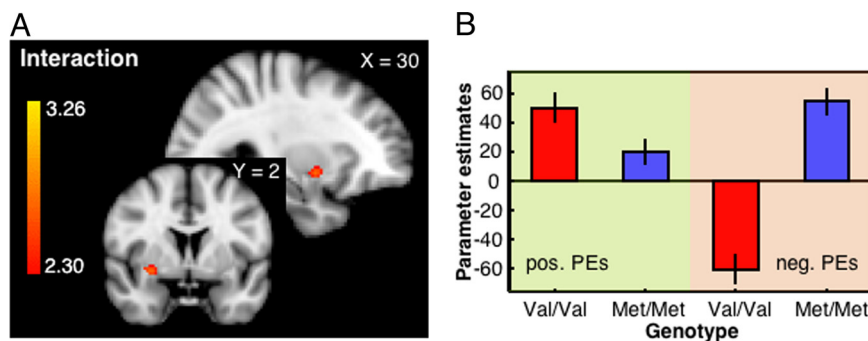 A
Interaction
X = 30
3.26
Y = 2
2.30
B
Parameter estimates
60
40
20
0
-20
-40
-60
pos. PEs
neg. PEs
Val/Val Met/Met Val/Val Met/Met
Genotype